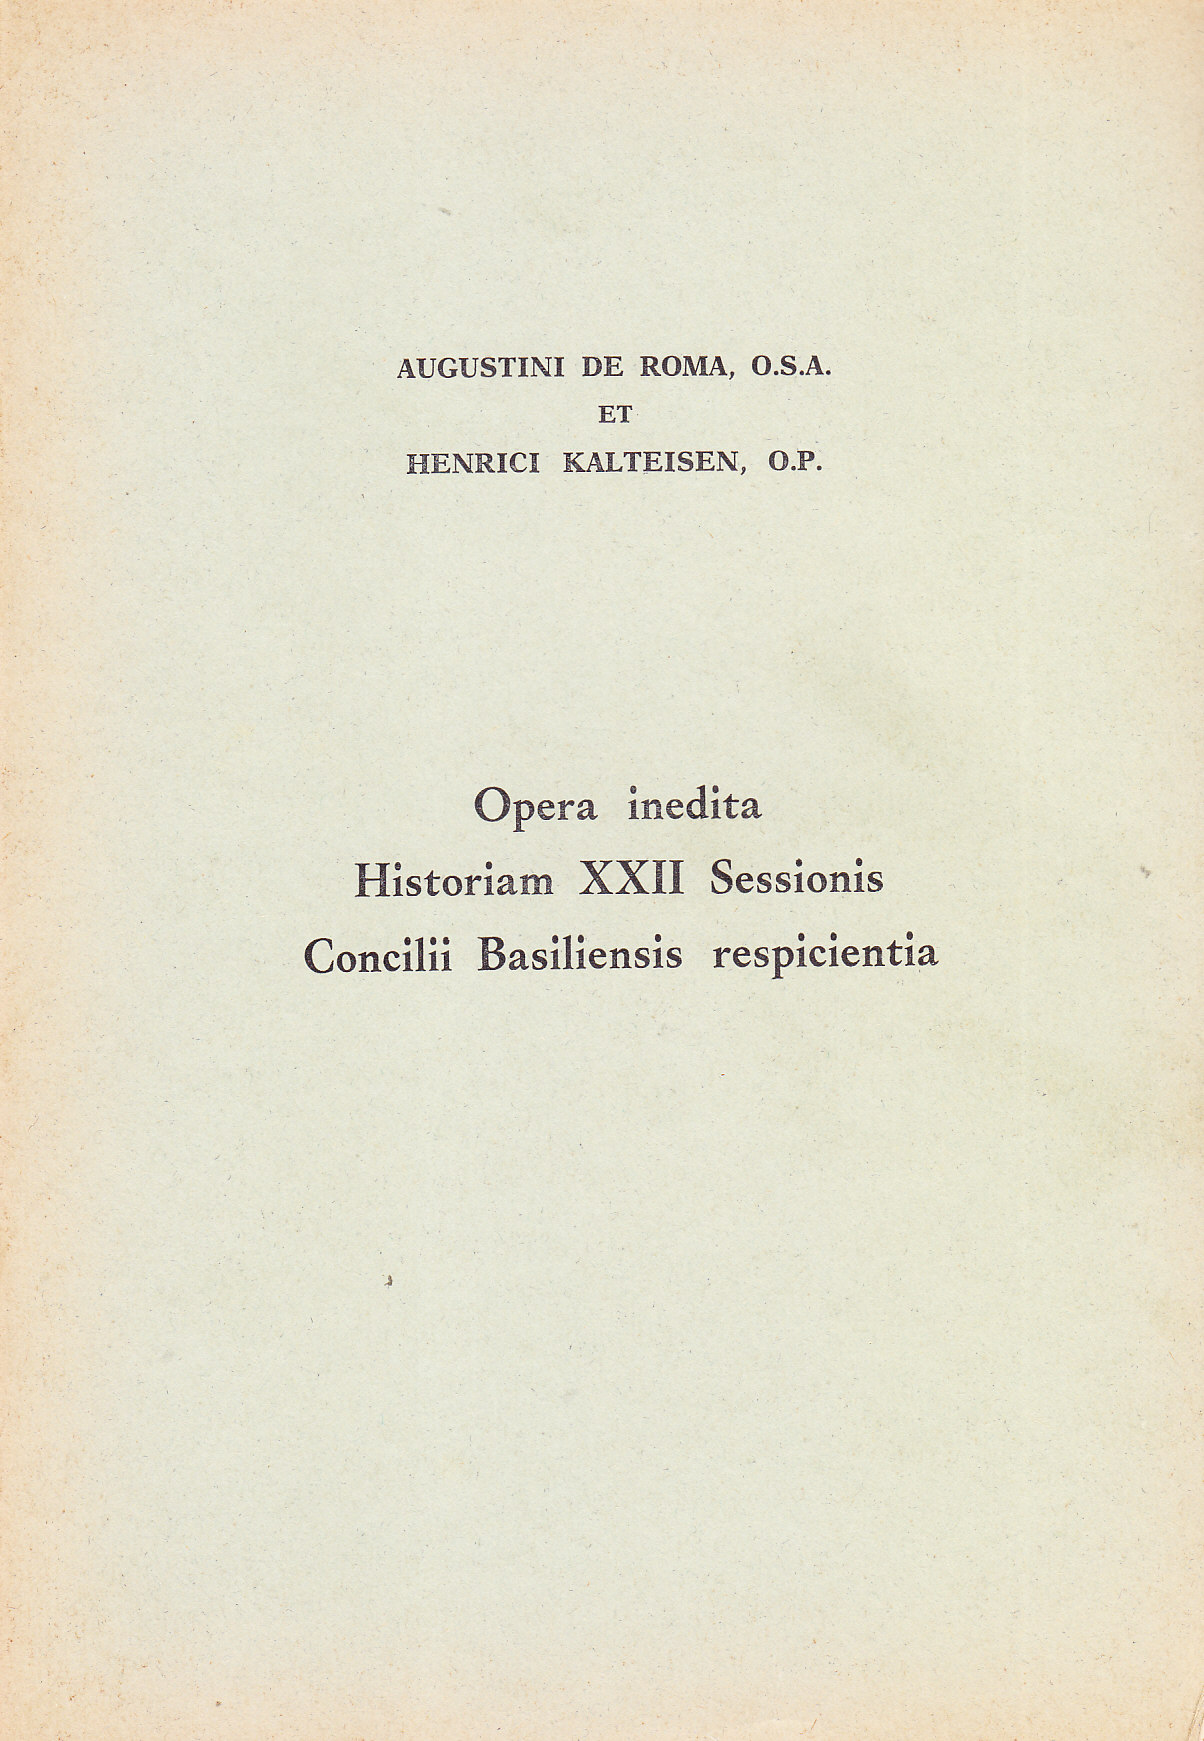 AUGUSTINI DE ROMA, O.S.A.
ET
HENRICI KALTEISEN, O.P.
Opera inedita
Historiam XXII Sessionis
Concilii Basiliensis respicientia